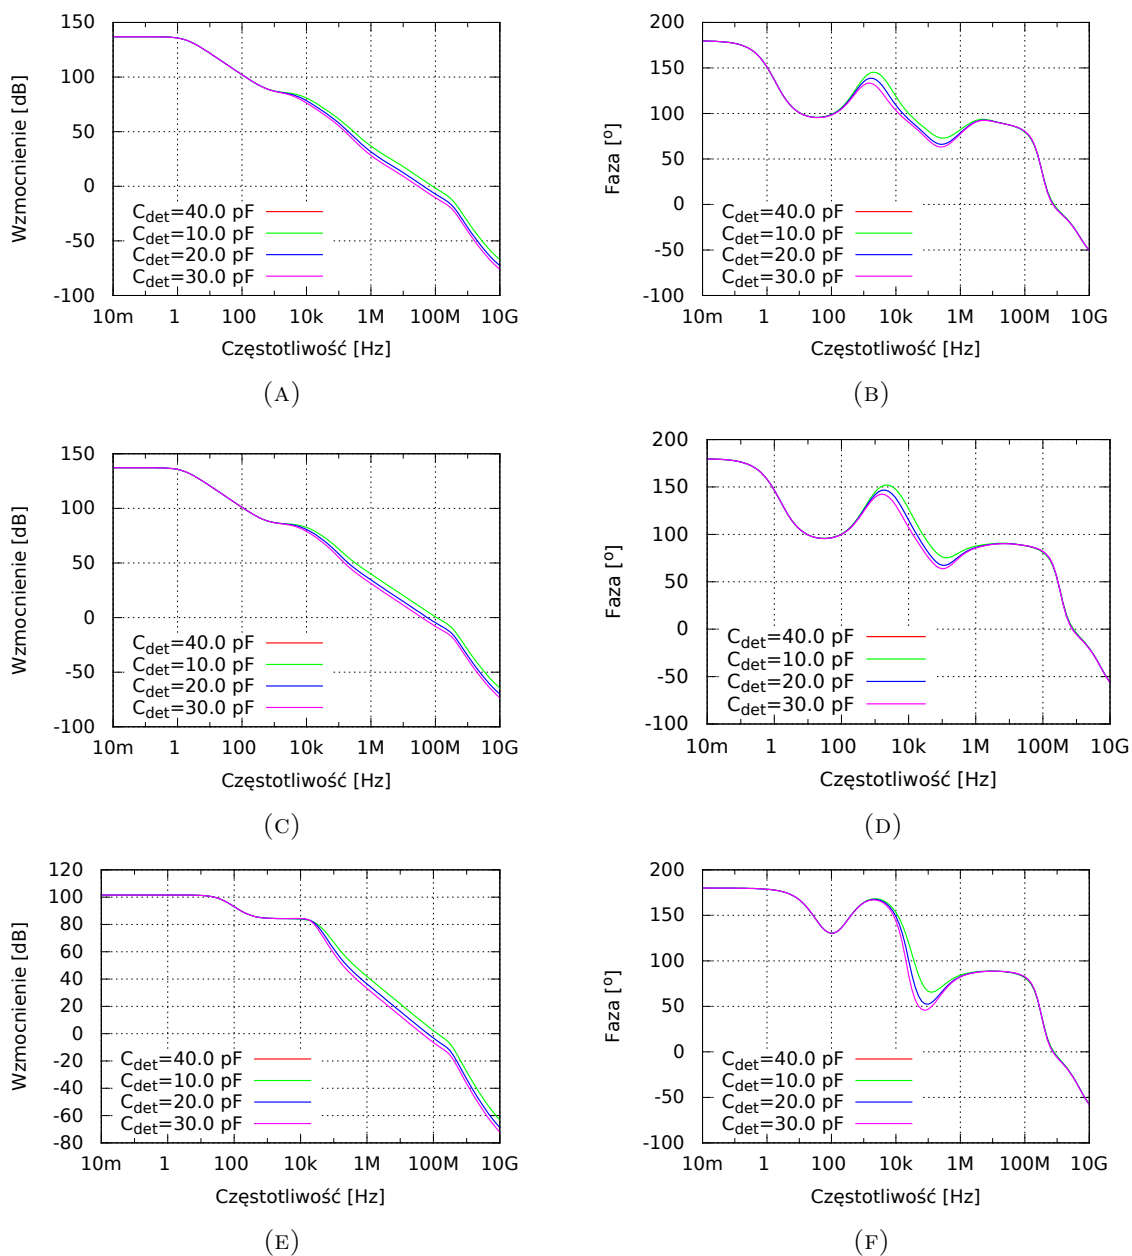 Wzmocnienie [dB]
150
100
50
0
-50
-100
C_det=40.0 pF
C_det=10.0 pF
C_det=20.0 pF
C_det=30.0 pF
10m 1 100 10k 1M 100M 10G
Częstotliwość [Hz]
(A)
Faza [º]
200
150
100
50
0
-50
-100
C_det=40.0 pF
C_det=10.0 pF
C_det=20.0 pF
C_det=30.0 pF
10m 1 100 10k 1M 100M 10G
Częstotliwość [Hz]
(B)
Wzmocnienie [dB]
150
100
50
0
-50
-100
C_det=40.0 pF
C_det=10.0 pF
C_det=20.0 pF
C_det=30.0 pF
10m 1 100 10k 1M 100M 10G
Częstotliwość [Hz]
(C)
Faza [º]
200
150
100
50
0
-50
-100
C_det=40.0 pF
C_det=10.0 pF
C_det=20.0 pF
C_det=30.0 pF
10m 1 100 10k 1M 100M 10G
Częstotliwość [Hz]
(D)
Wzmocnienie [dB]
120
100
80
60
40
20
0
-20
-40
-60
-80
C_det=40.0 pF
C_det=10.0 pF
C_det=20.0 pF
C_det=30.0 pF
10m 1 100 10k 1M 100M 10G
Częstotliwość [Hz]
(E)
Faza [º]
200
150
100
50
0
-50
-100
C_det=40.0 pF
C_det=10.0 pF
C_det=20.0 pF
C_det=30.0 pF
10m 1 100 10k 1M 100M 10G
Częstotliwość [Hz]
(F)